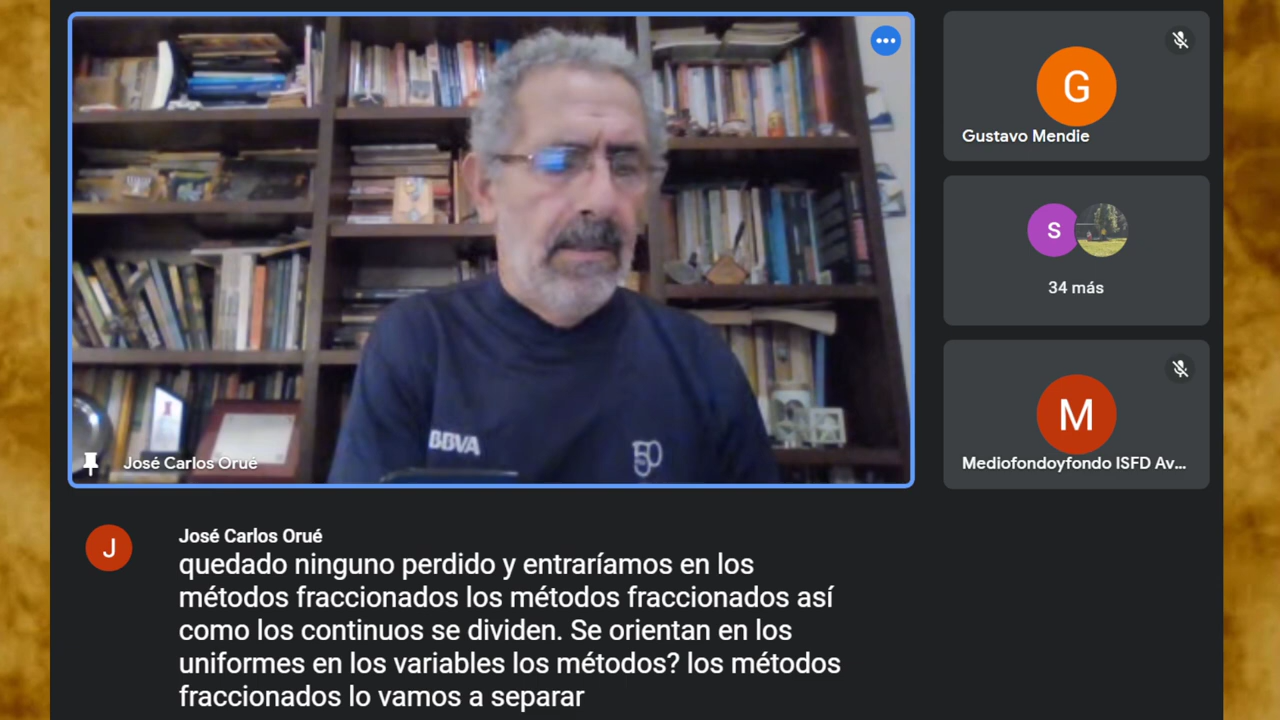 G
Gustavo Mendie
S
34 más
M
Mediofondoyfondo ISFD Av...
BBVA
50
José Carlos Orué
J
José Carlos Orué
quedado ninguno perdido y entraríamos en los
métodos fraccionados los métodos fraccionados así
como los continuos se dividen. Se orientan en los
uniformes en los variables los métodos? los métodos
fraccionados lo vamos a separar